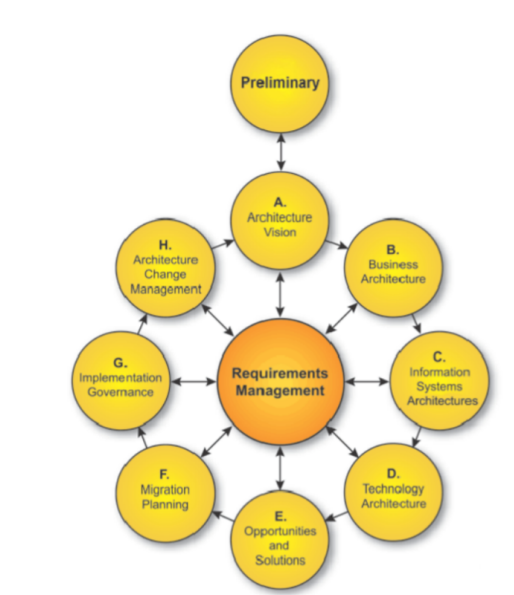 Preliminary
A.
Architecture
Vision
B.
Business
Architecture
C.
Information
Systems
Architectures
D.
Technology
Architecture
E.
Opportunities
and
Solutions
F.
Migration
Planning
G.
Implementation
Governance
H.
Architecture
Change
Management
Requirements
Management